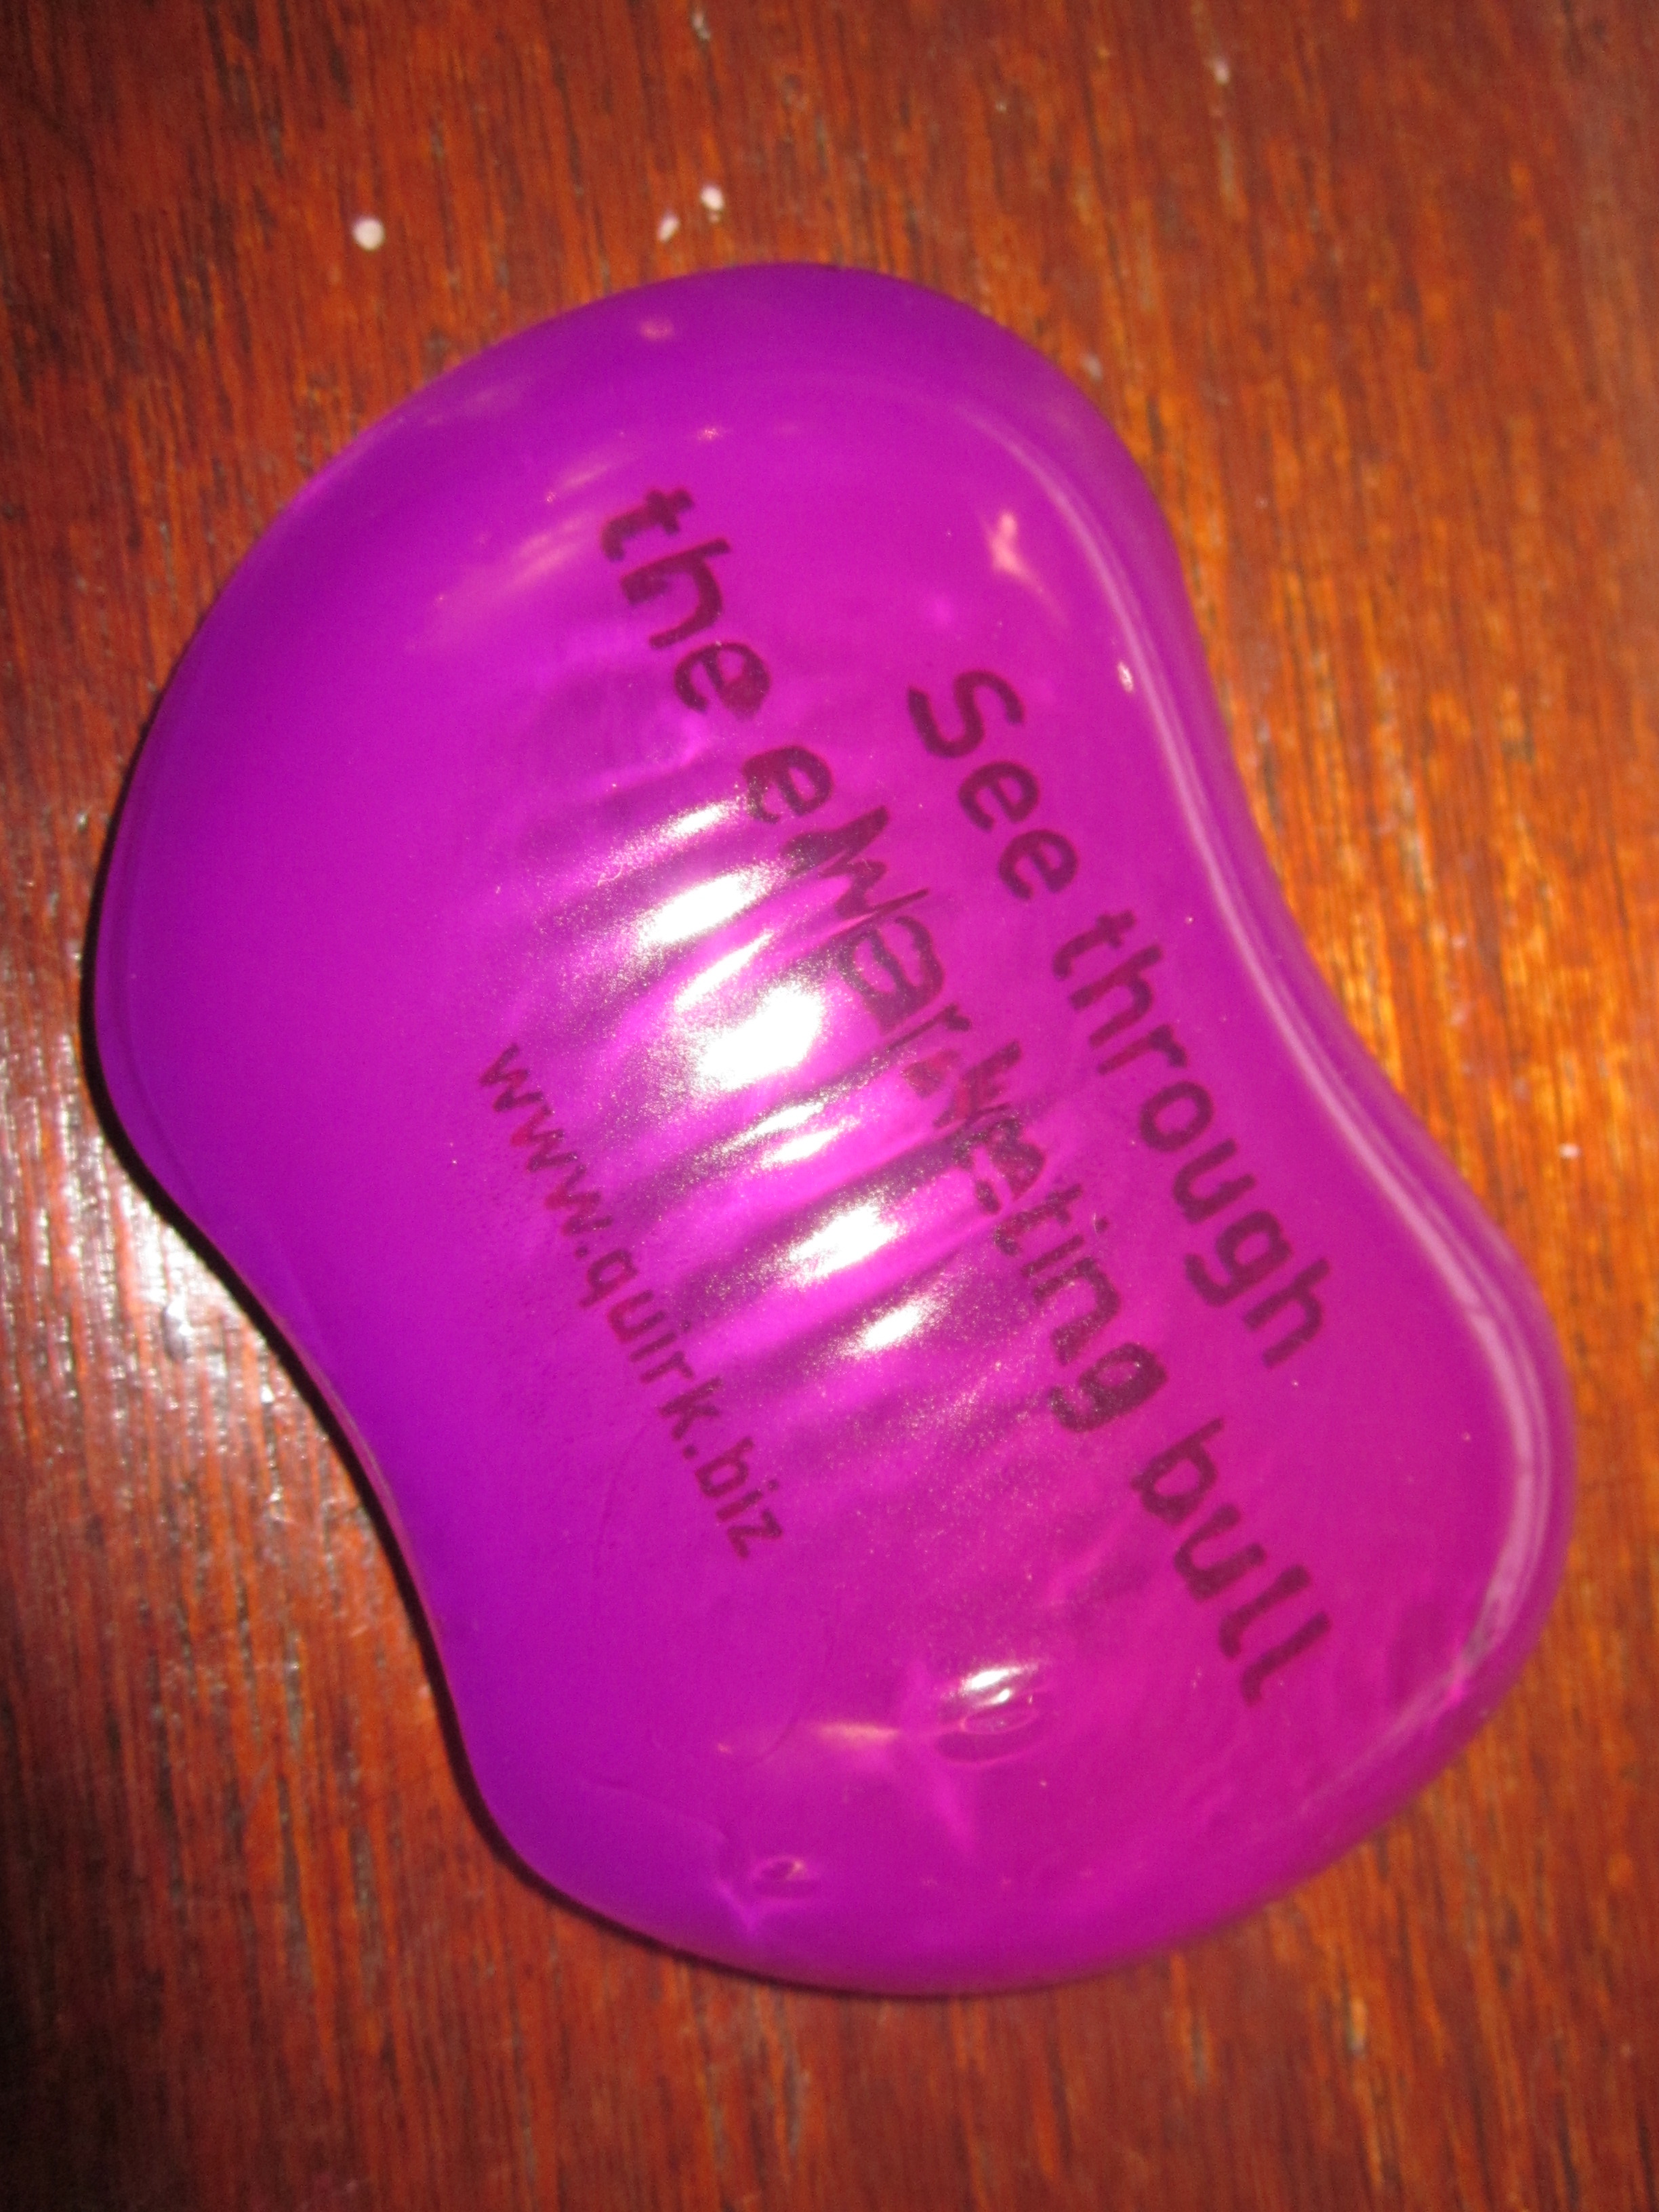 See through
the eMarketing bull
www.quirk.biz